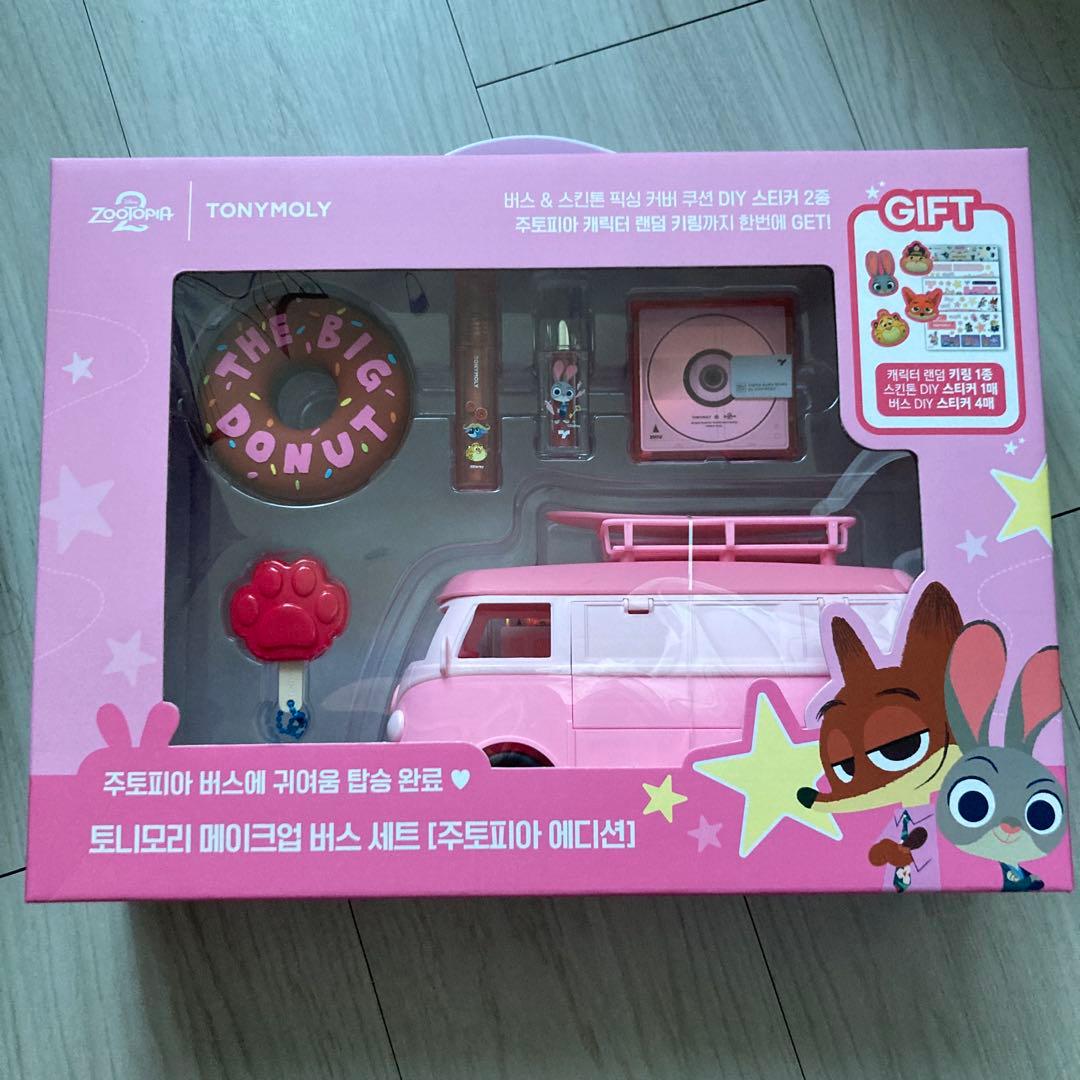 Disney
ZOOTOPIA
2
TONYMOLY
버스 & 스킨톤 픽싱 커버 쿠션 DIY 스티커 2종
주토피아 캐릭터 랜덤 키링까지 한번에 GET!
GIFT
캐릭터 랜덤 키링 1종
스킨톤 DIY 스티커 1매
버스 DIY 스티커 4매
THE BIG
DONUT
TONYMOLY
TONYMOLY
주토피아 버스에 귀여움 탑승 완료 ♥
토니모리 메이크업 버스 세트 [주토피아 에디션]